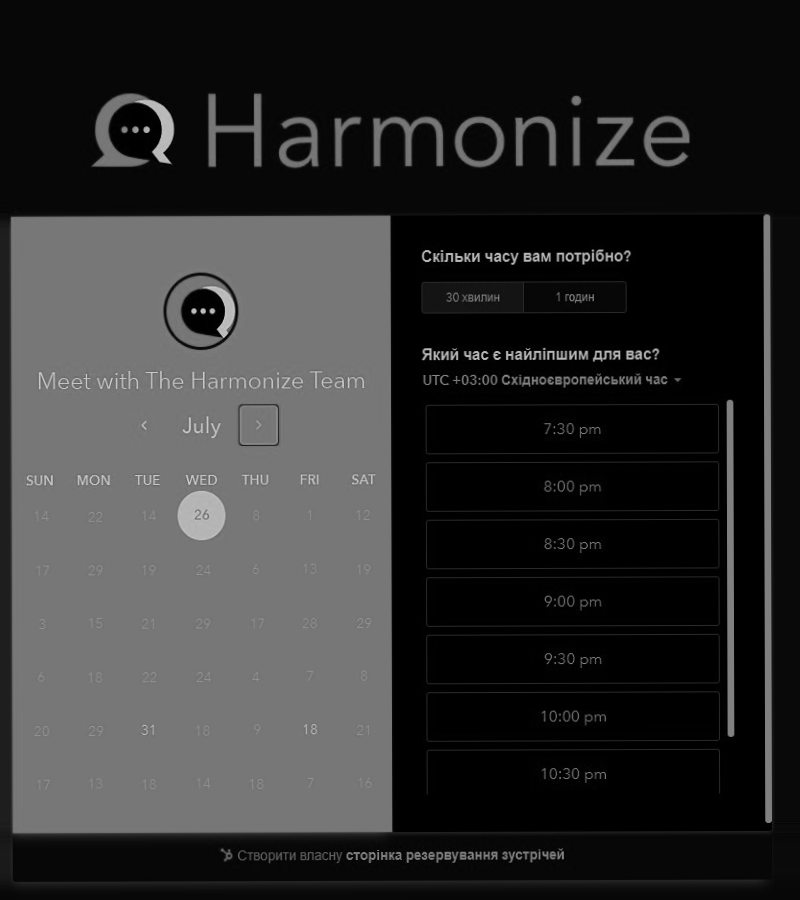 Harmonize
Meet with The Harmonize Team
July
SUN MON TUE WED THU FRI SAT
14 22 14 26 8 1 12
17 29 19 24 6 13 19
3 15 21 29 17 28 29
6 18 22 24 4 7 8
20 29 31 18 9 18 21
17 13 18 14 18 7 16
Скільки часу вам потрібно?
30 хвилин 1 годин
Який час є найліпшим для вас?
UTC +03:00 Східноєвропейський час
7:30 pm
8:00 pm
8:30 pm
9:00 pm
9:30 pm
10:00 pm
10:30 pm
Створити власну сторінка резервування зустрічей